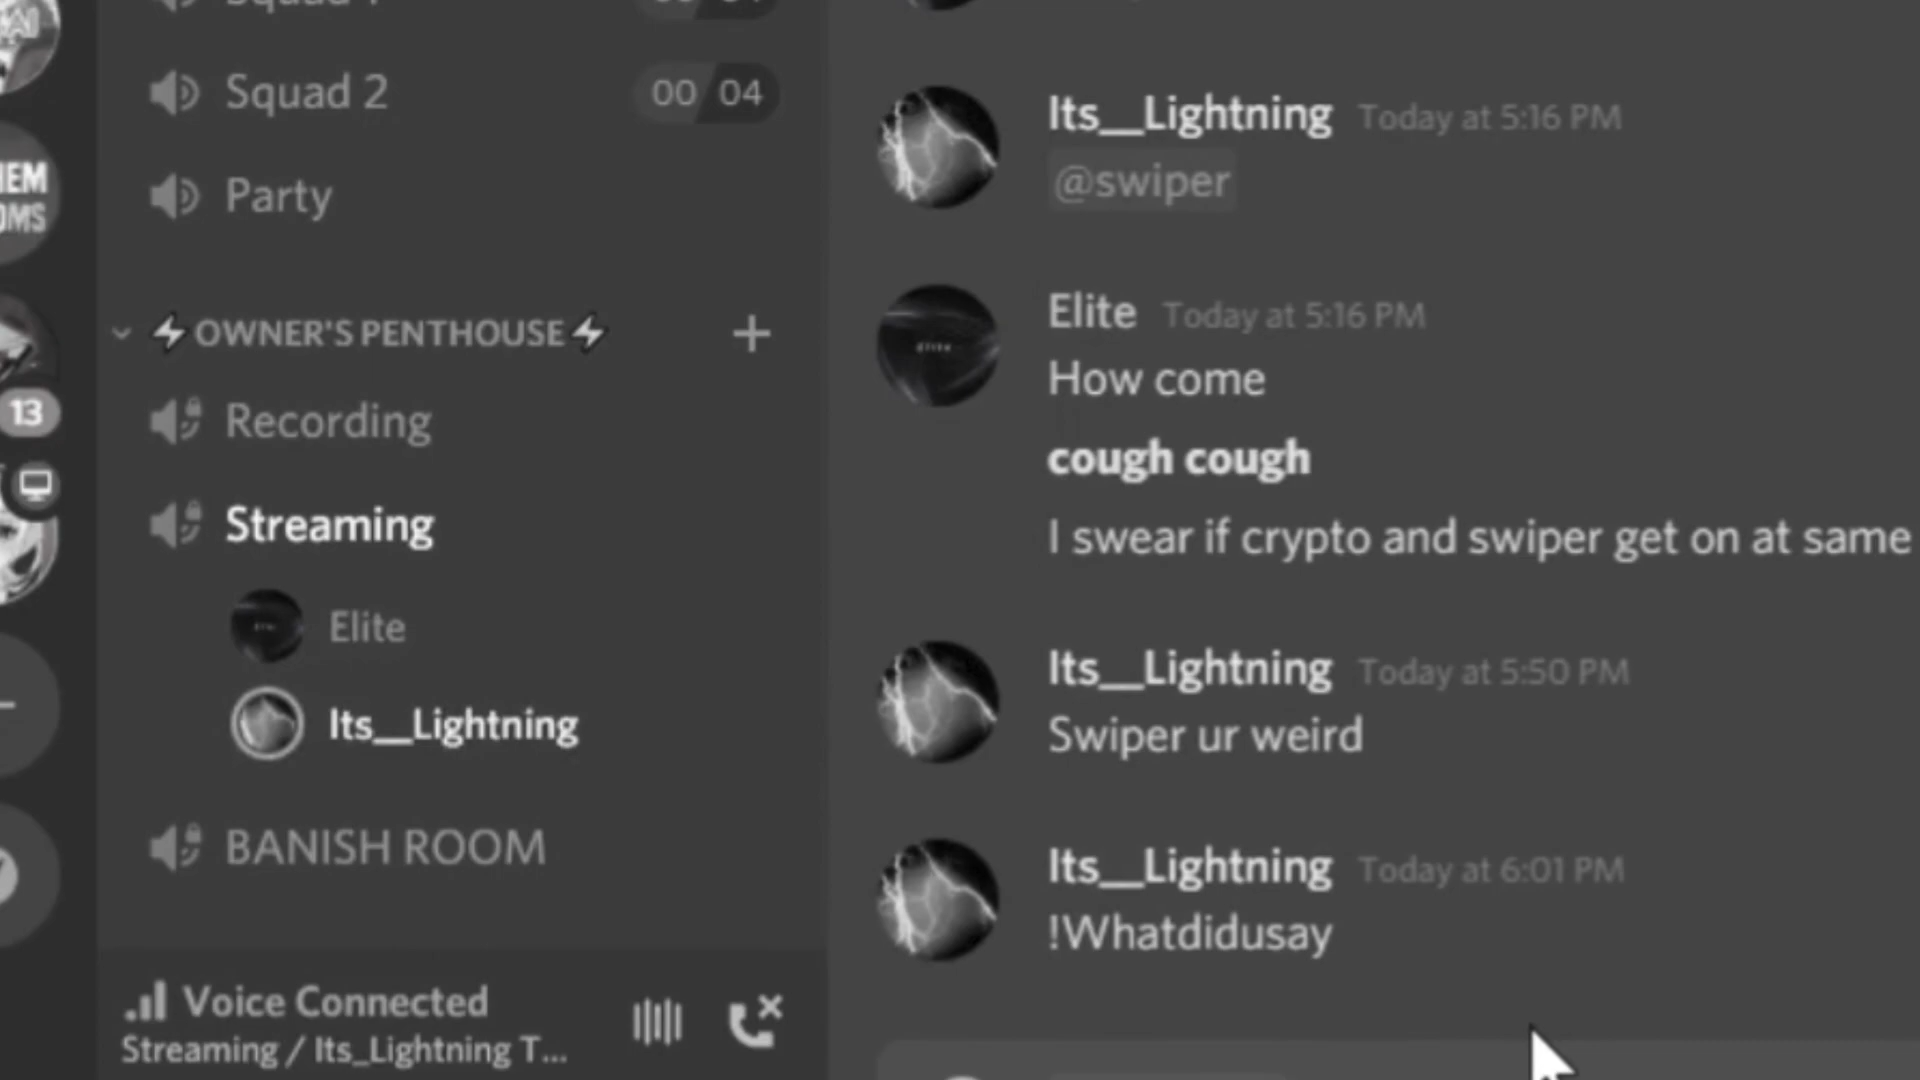 Squad 2
00 04
Party
OWNER'S PENTHOUSE
Recording
13
Streaming
Elite
Its__Lightning
BANISH ROOM
Voice Connected
Streaming / Its_Lightning T...
Its__Lightning Today at 5:16 PM
@swiper
Elite Today at 5:16 PM
How come
cough cough
I swear if crypto and swiper get on at same
Its__Lightning Today at 5:50 PM
Swiper ur weird
Its__Lightning Today at 6:01 PM
!Whatdidusay